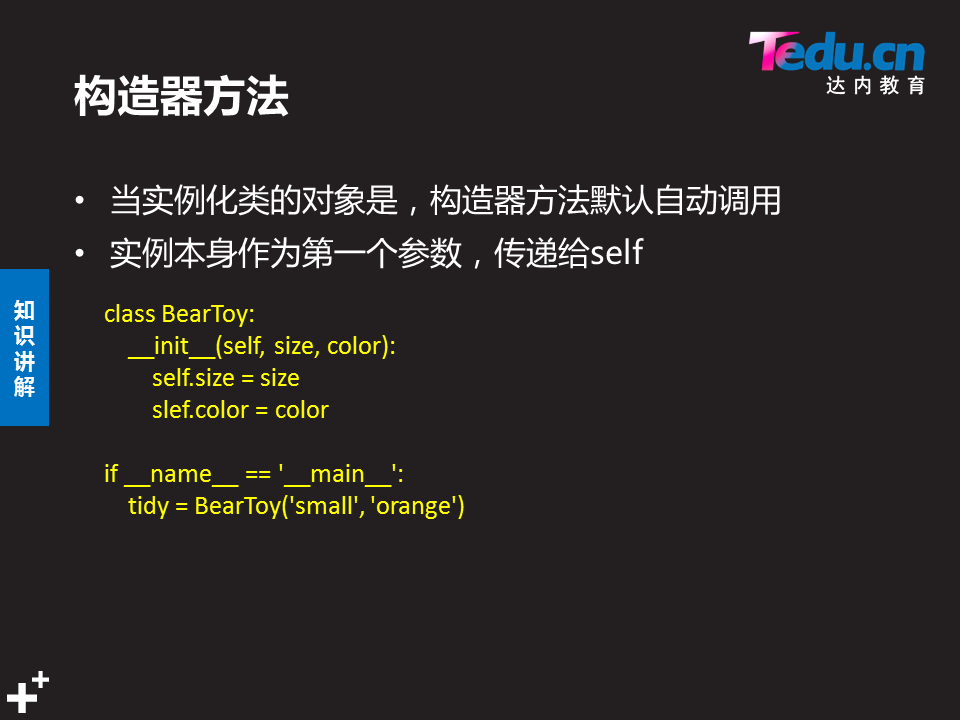 Tedu.cn
达内教育
构造器方法
• 当实例化类的对象是，构造器方法默认自动调用
• 实例本身作为第一个参数，传递给self
知识讲解
class BearToy:
    __init__(self, size, color):
        self.size = size
        slef.color = color
if __name__ == '__main__':
    tidy = BearToy('small', 'orange')